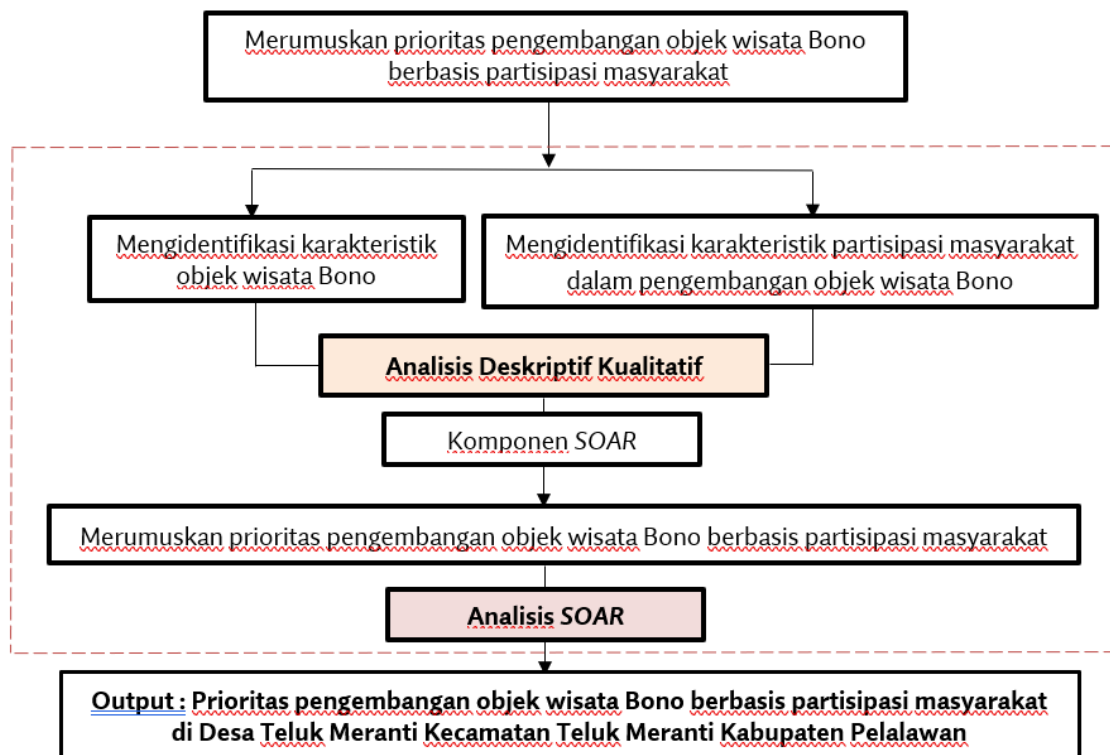 Merumuskan prioritas pengembangan objek wisata Bono
berbasis partisipasi masyarakat
Mengidentifikasi karakteristik
objek wisata Bono
Mengidentifikasi karakteristik partisipasi masyarakat
dalam pengembangan objek wisata Bono
Analisis Deskriptif Kualitatif
Komponen SOAR
Merumuskan prioritas pengembangan objek wisata Bono berbasis partisipasi masyarakat
Analisis SOAR
Output : Prioritas pengembangan objek wisata Bono berbasis partisipasi masyarakat
di Desa Teluk Meranti Kecamatan Teluk Meranti Kabupaten Pelalawan